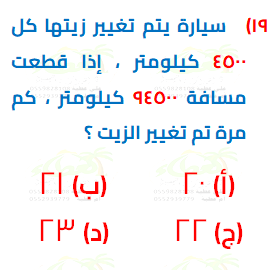 ١٩) سيارة يتم تغيير زيتها كل
٤٥٠٠ كيلومتر ، إذا قطعت
مسافة ٩٤٥٠٠ كيلومتر ، كم
مرة تم تغيير الزيت ؟
(أ) ٢٠ (ب) ٢١
(ج) ٢٢ (د) ٢٣